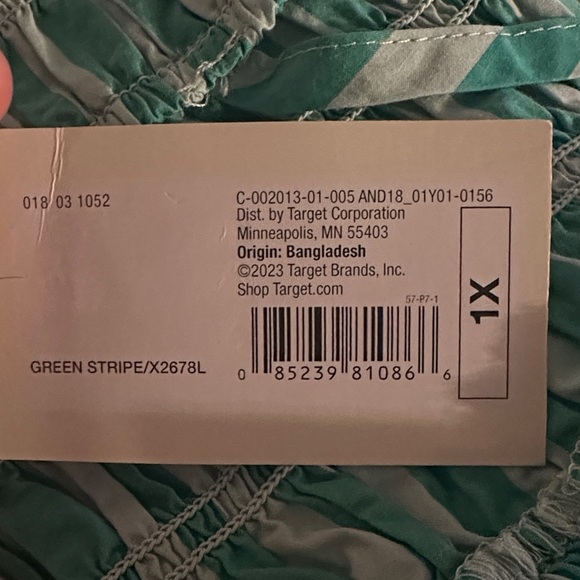 018 03 1052
C-002013-01-005 AND18_01Y01-0156
Dist. by Target Corporation
Minneapolis, MN 55403
Origin: Bangladesh
©2023 Target Brands, Inc.
Shop Target.com
57-P7-1
1X
GREEN STRIPE/X2678L
0 85239 81086 6